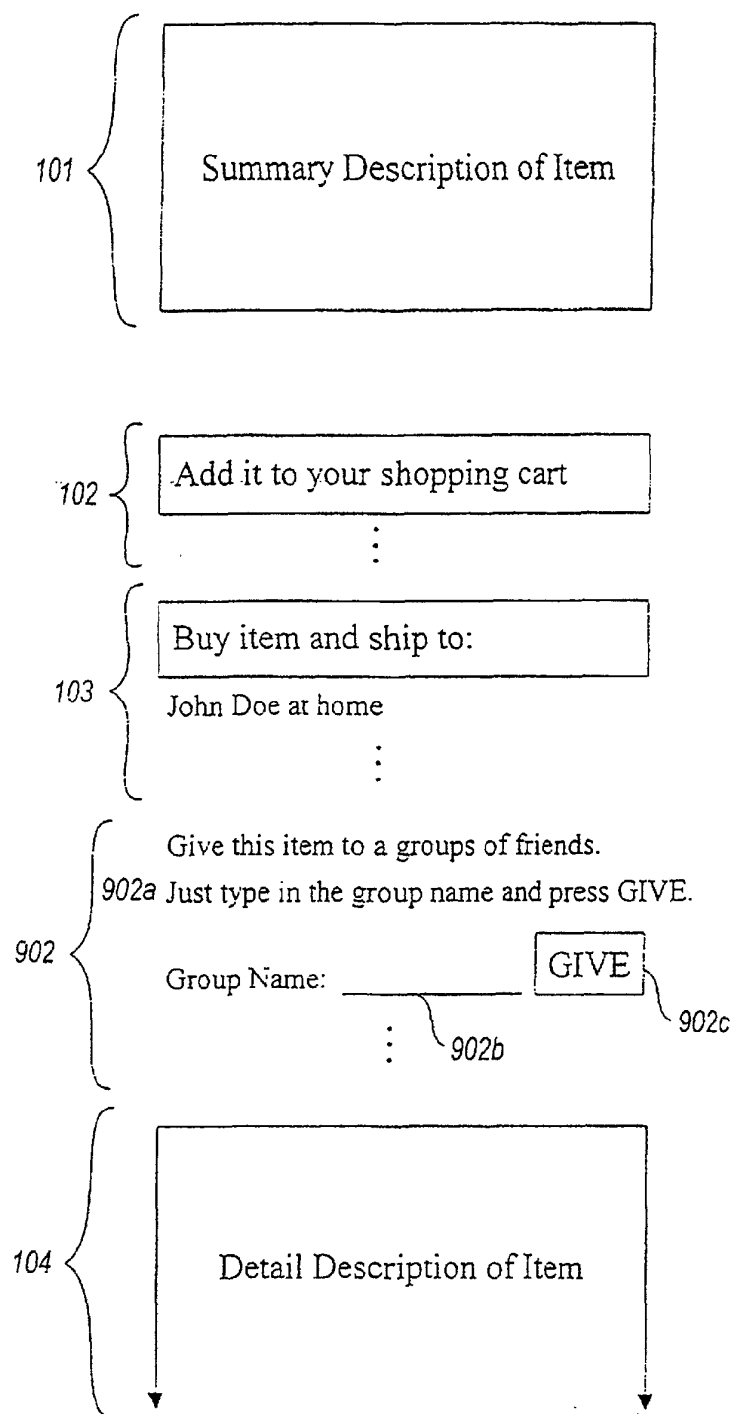 101
Summary Description of Item
102
Add it to your shopping cart
103
Buy item and ship to:
John Doe at home
902
Give this item to a groups of friends.
902a Just type in the group name and press GIVE.
Group Name: ________ GIVE
902b
902c
104
Detail Description of Item